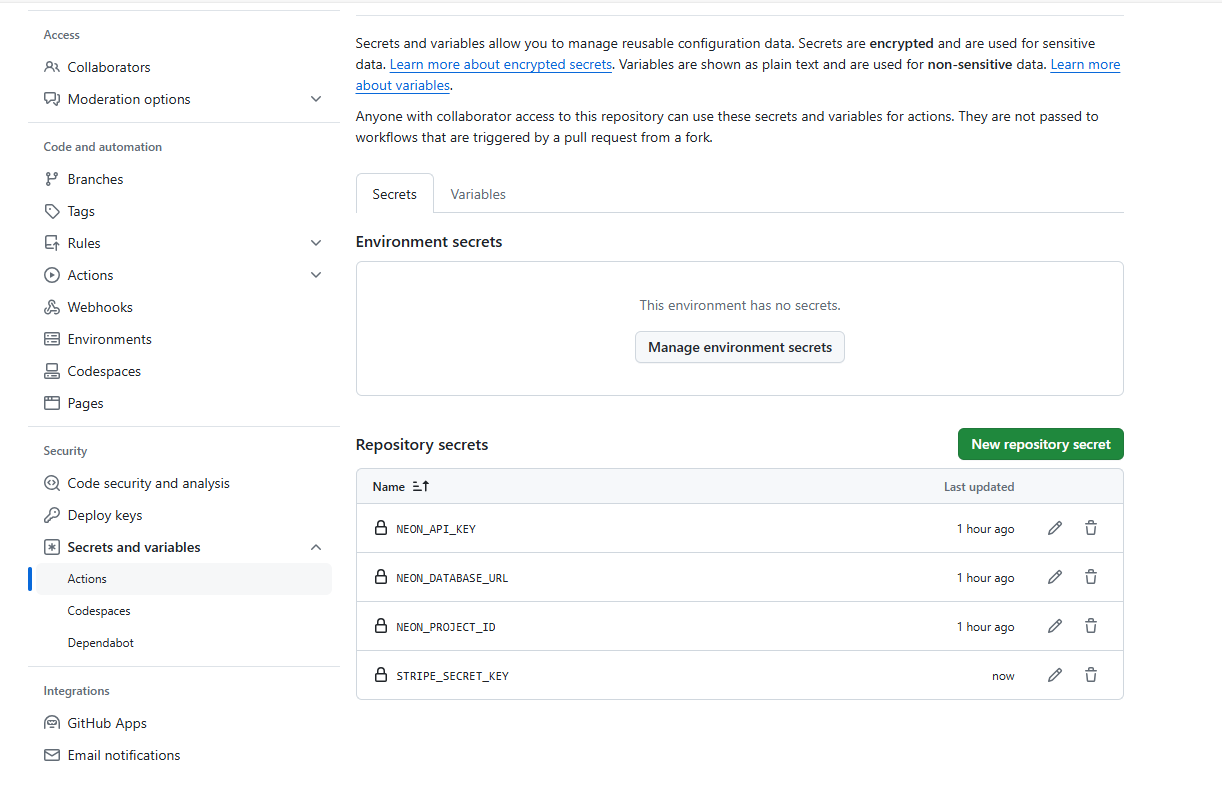 Access
Collaborators
Moderation options
Code and automation
Branches
Tags
Rules
Actions
Webhooks
Environments
Codespaces
Pages
Security
Code security and analysis
Deploy keys
Secrets and variables
Actions
Codespaces
Dependabot
Integrations
GitHub Apps
Email notifications
Secrets and variables allow you to manage reusable configuration data. Secrets are encrypted and are used for sensitive
data. Learn more about encrypted secrets. Variables are shown as plain text and are used for non-sensitive data. Learn more
about variables.
Anyone with collaborator access to this repository can use these secrets and variables for actions. They are not passed to
workflows that are triggered by a pull request from a fork.
Secrets Variables
Environment secrets
This environment has no secrets.
Manage environment secrets
Repository secrets New repository secret
Name Last updated
NEON_API_KEY 1 hour ago
NEON_DATABASE_URL 1 hour ago
NEON_PROJECT_ID 1 hour ago
STRIPE_SECRET_KEY now